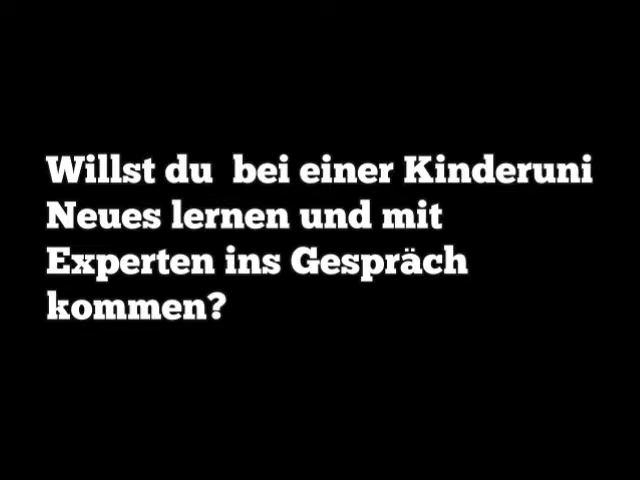 Willst du  bei einer Kinderuni
Neues lernen und mit
Experten ins Gespräch
kommen?